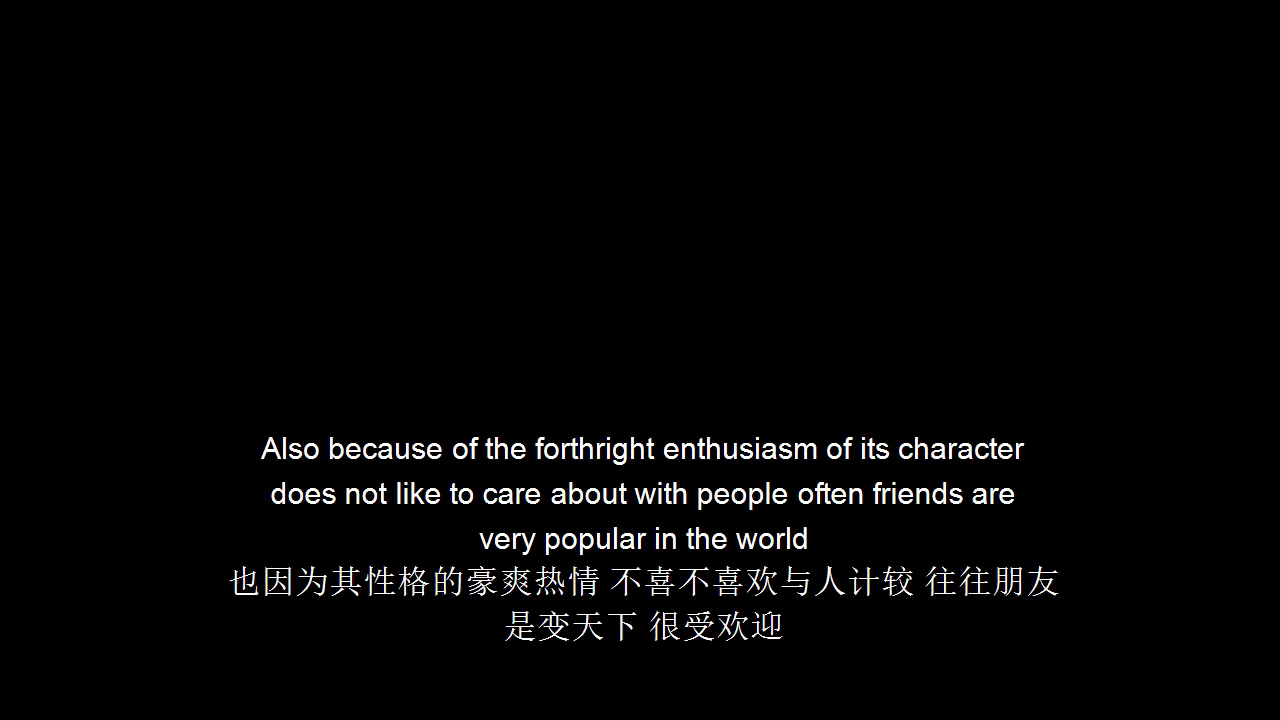 Also because of the forthright enthusiasm of its character
does not like to care about with people often friends are
very popular in the world
也因为其性格的豪爽热情 不喜不喜欢与人计较 往往朋友
是变天下 很受欢迎